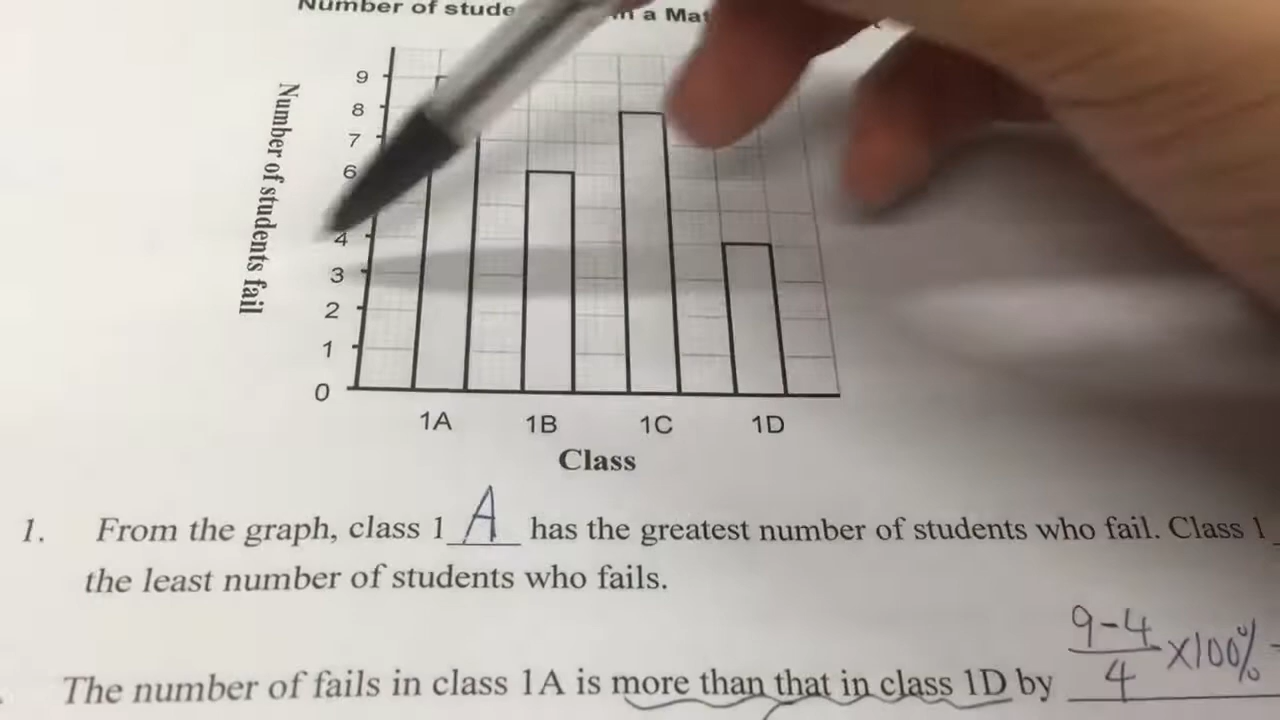 Number of stude in a Mat
9
8
7
6
4
3
2
1
0
Number of students fail
1A 1B 1C 1D
Class
1. From the graph, class 1 A has the greatest number of students who fail. Class 1
the least number of students who fails.
The number of fails in class 1A is more than that in class 1D by 9-4/4 ×100%